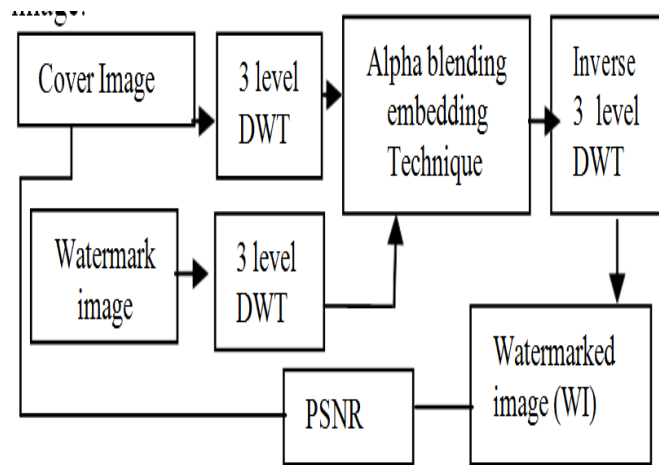 image.
Cover Image
3 level
DWT
Alpha blending
embedding
Technique
Inverse
3 level
DWT
Watermark
image
3 level
DWT
Watermarked
image (WI)
PSNR